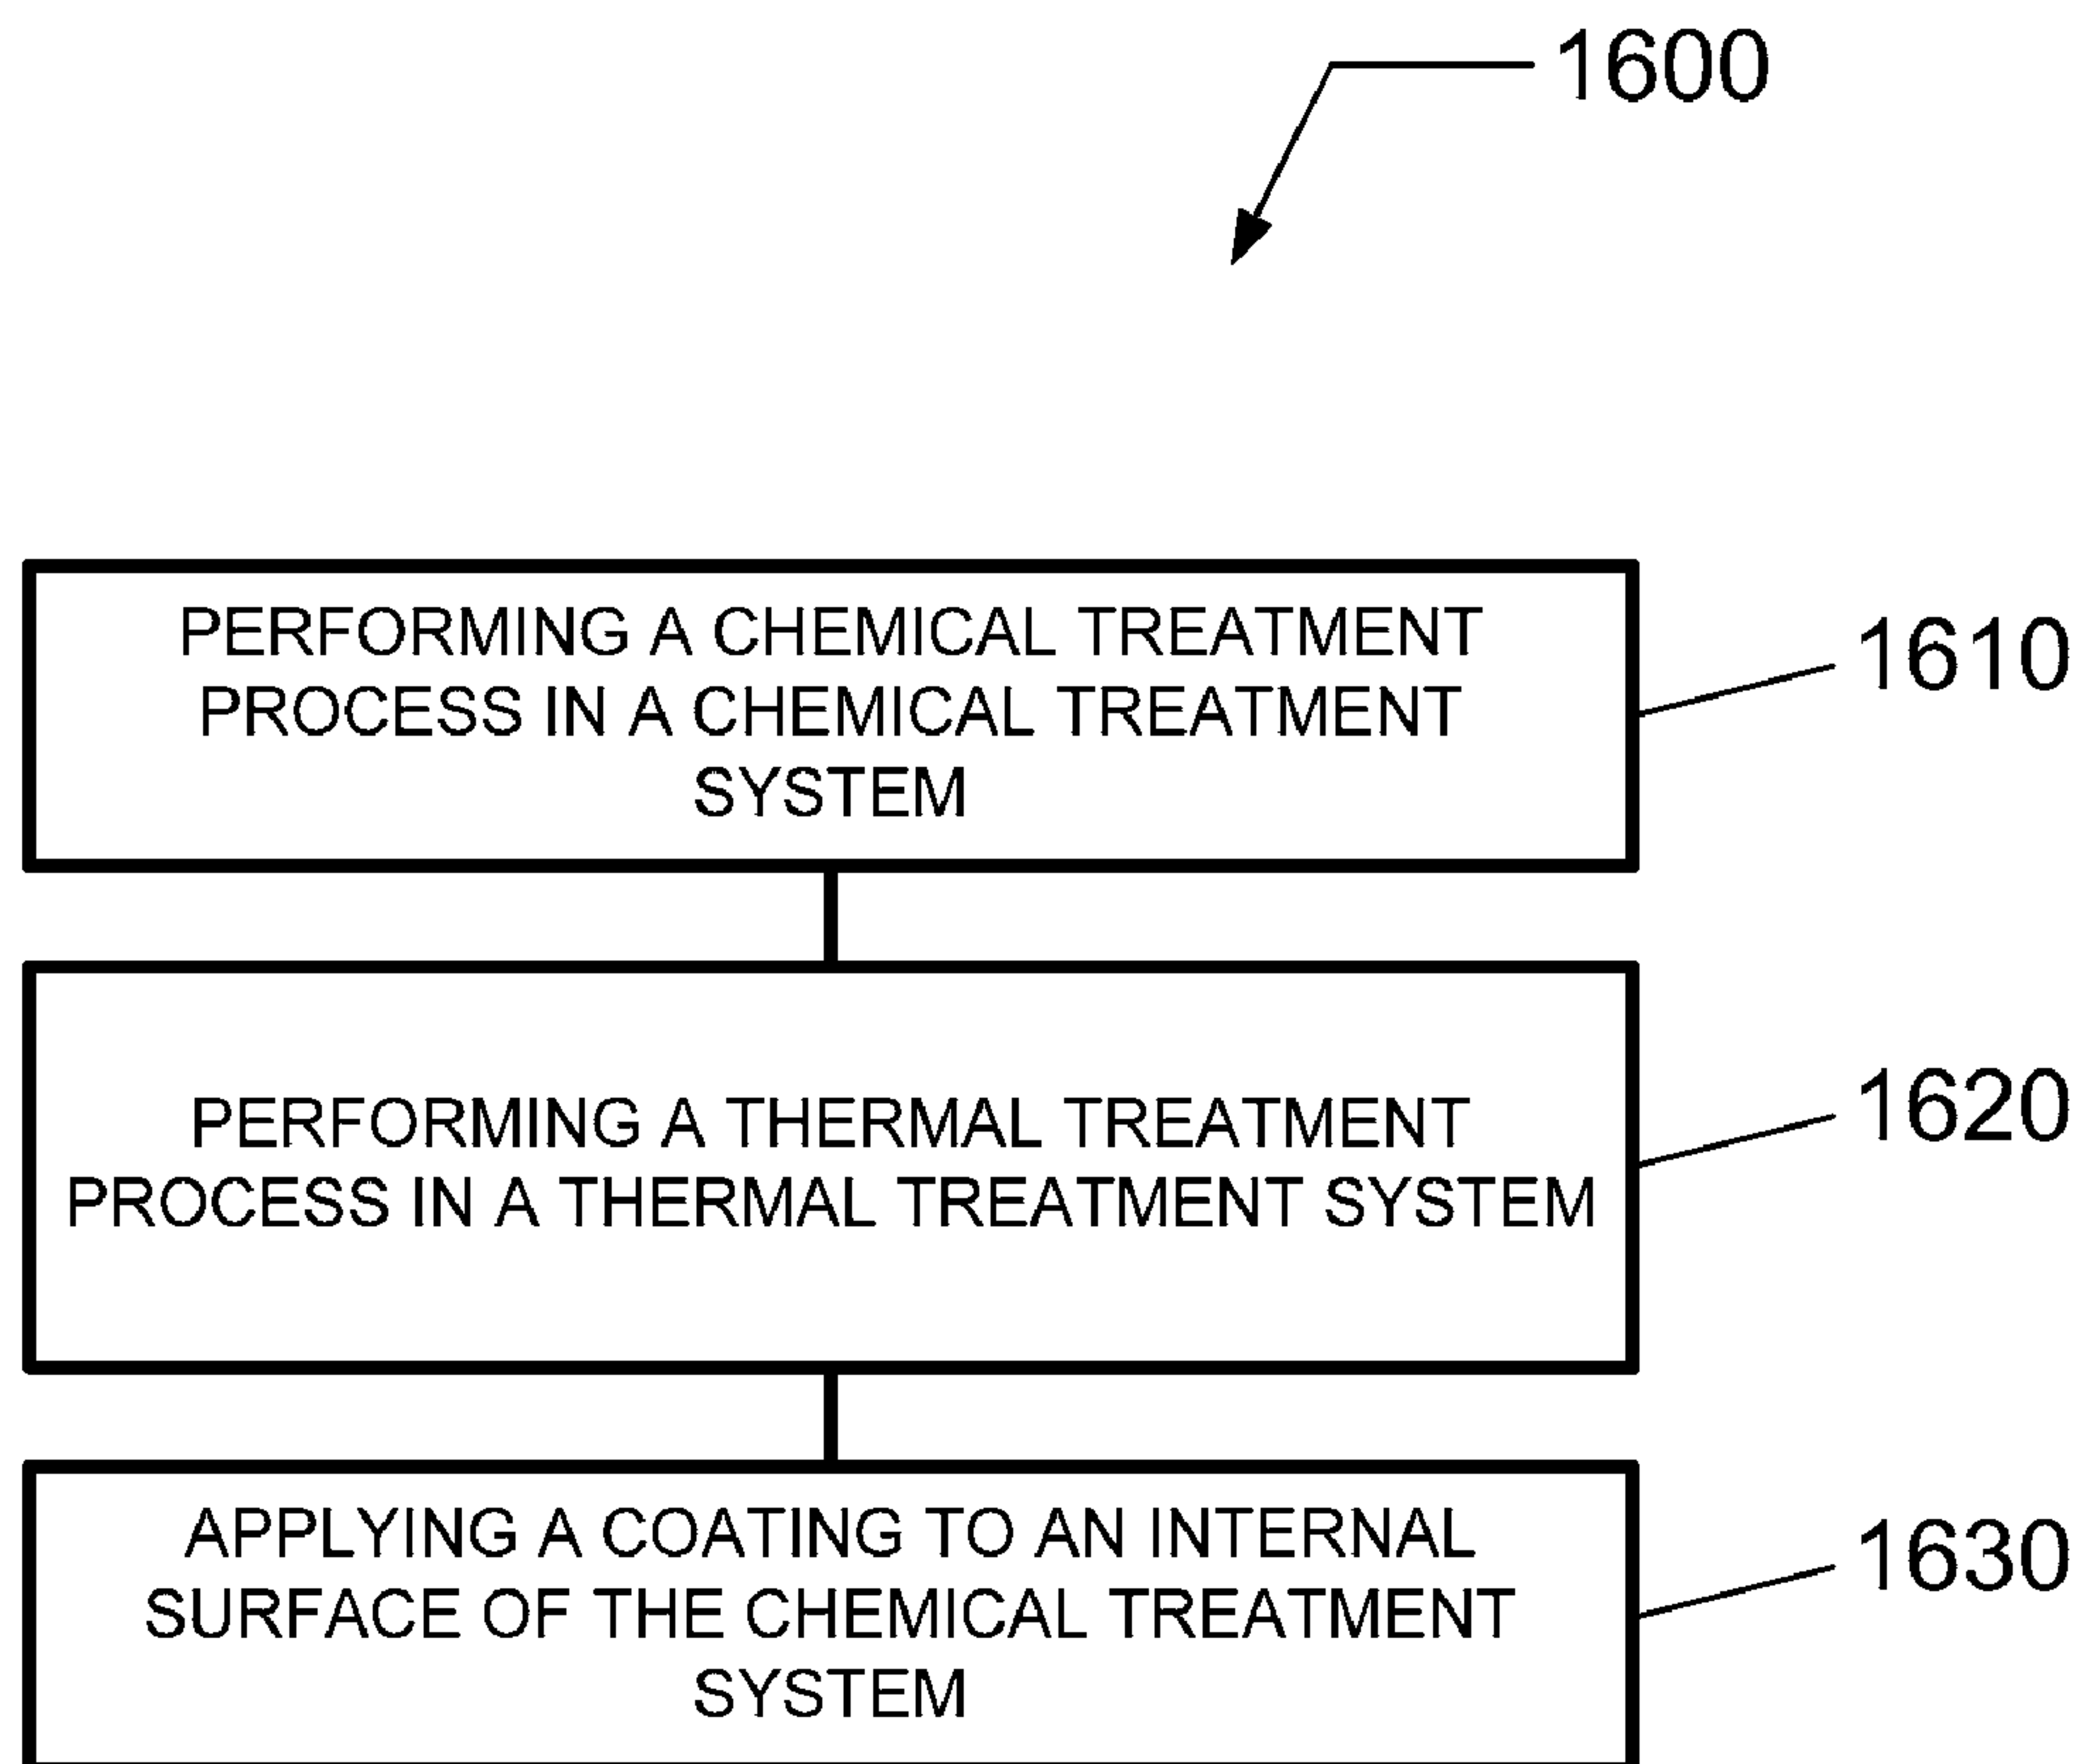 1600
PERFORMING A CHEMICAL TREATMENT
PROCESS IN A CHEMICAL TREATMENT
SYSTEM
1610
PERFORMING A THERMAL TREATMENT
PROCESS IN A THERMAL TREATMENT SYSTEM
1620
APPLYING A COATING TO AN INTERNAL
SURFACE OF THE CHEMICAL TREATMENT
SYSTEM
1630